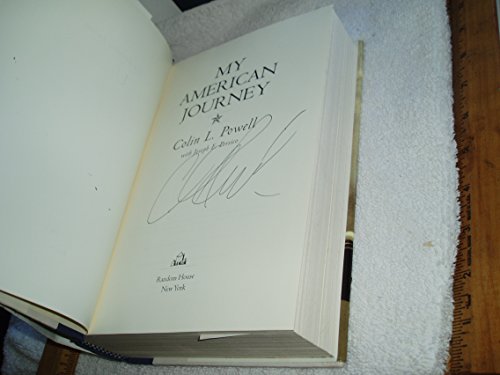 MY
AMERICAN
JOURNEY
Colin L. Powell
with Joseph E. Persico
Random House
New York